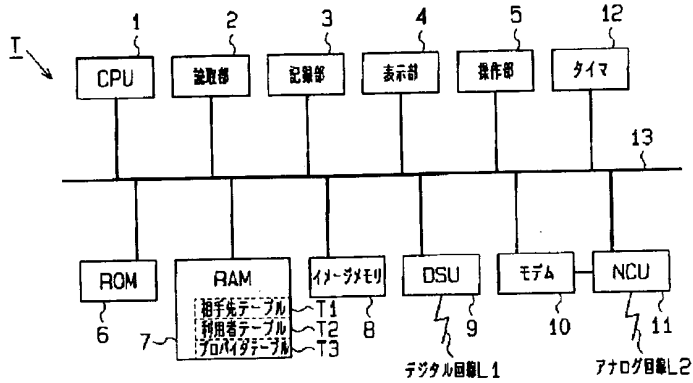 T
1
2
3
4
5
12
CPU
読取部
記録部
表示部
操作部
タイマ
13
ROM
RAM
イメージメモリ
DSU
モデム
NCU
相手先テーブル
T1
利用者テーブル
T2
プロバイダテーブル
T3
6
7
8
9
10
11
デジタル回線L1
アナログ回線L2